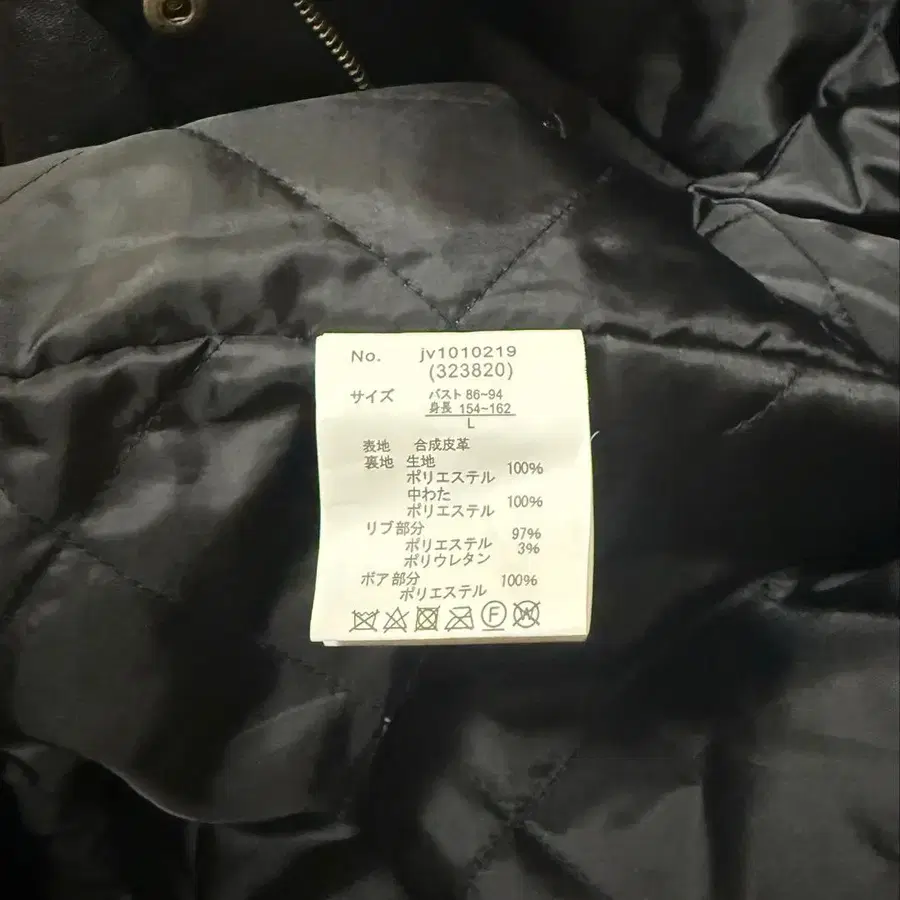 No. jv1010219
(323820)
サイズ バスト 86~94
身長 154~162
L
表地 合成皮革
裏地 生地
ポリエステル 100%
中わた
ポリエステル 100%
リブ部分
ポリエステル 97%
ポリウレタン 3%
ボア部分
ポリエステル 100%
F W